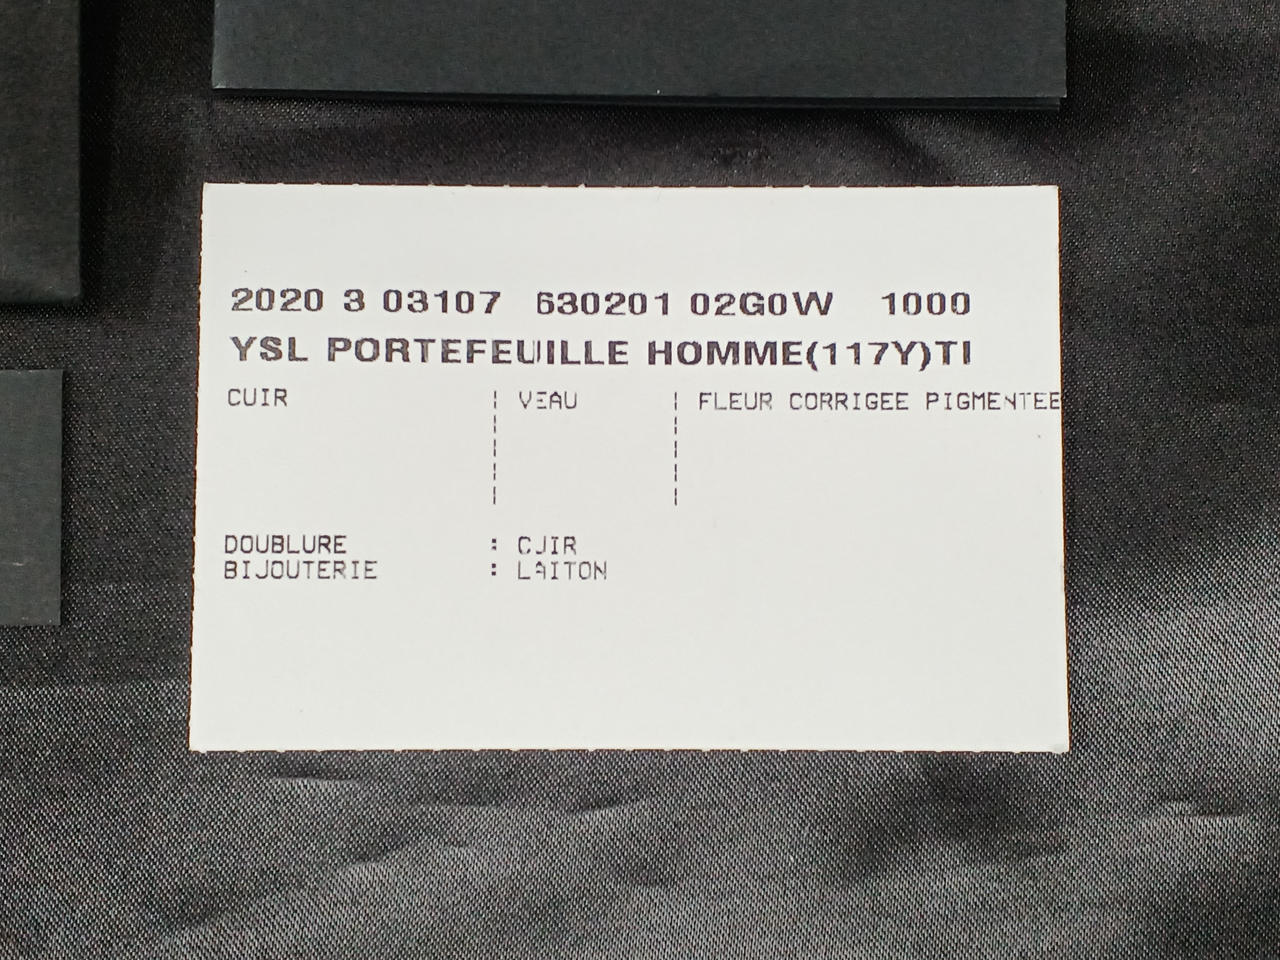 2020 3 03107 630201 02G0W 1000
YSL PORTEFEUILLE HOMME(117Y)TI
CUIR ¦ VEAU ¦ FLEUR CORRIGEE PIGMENTEE
DOUBLURE : CUIR
BIJOUTERIE : LAITON